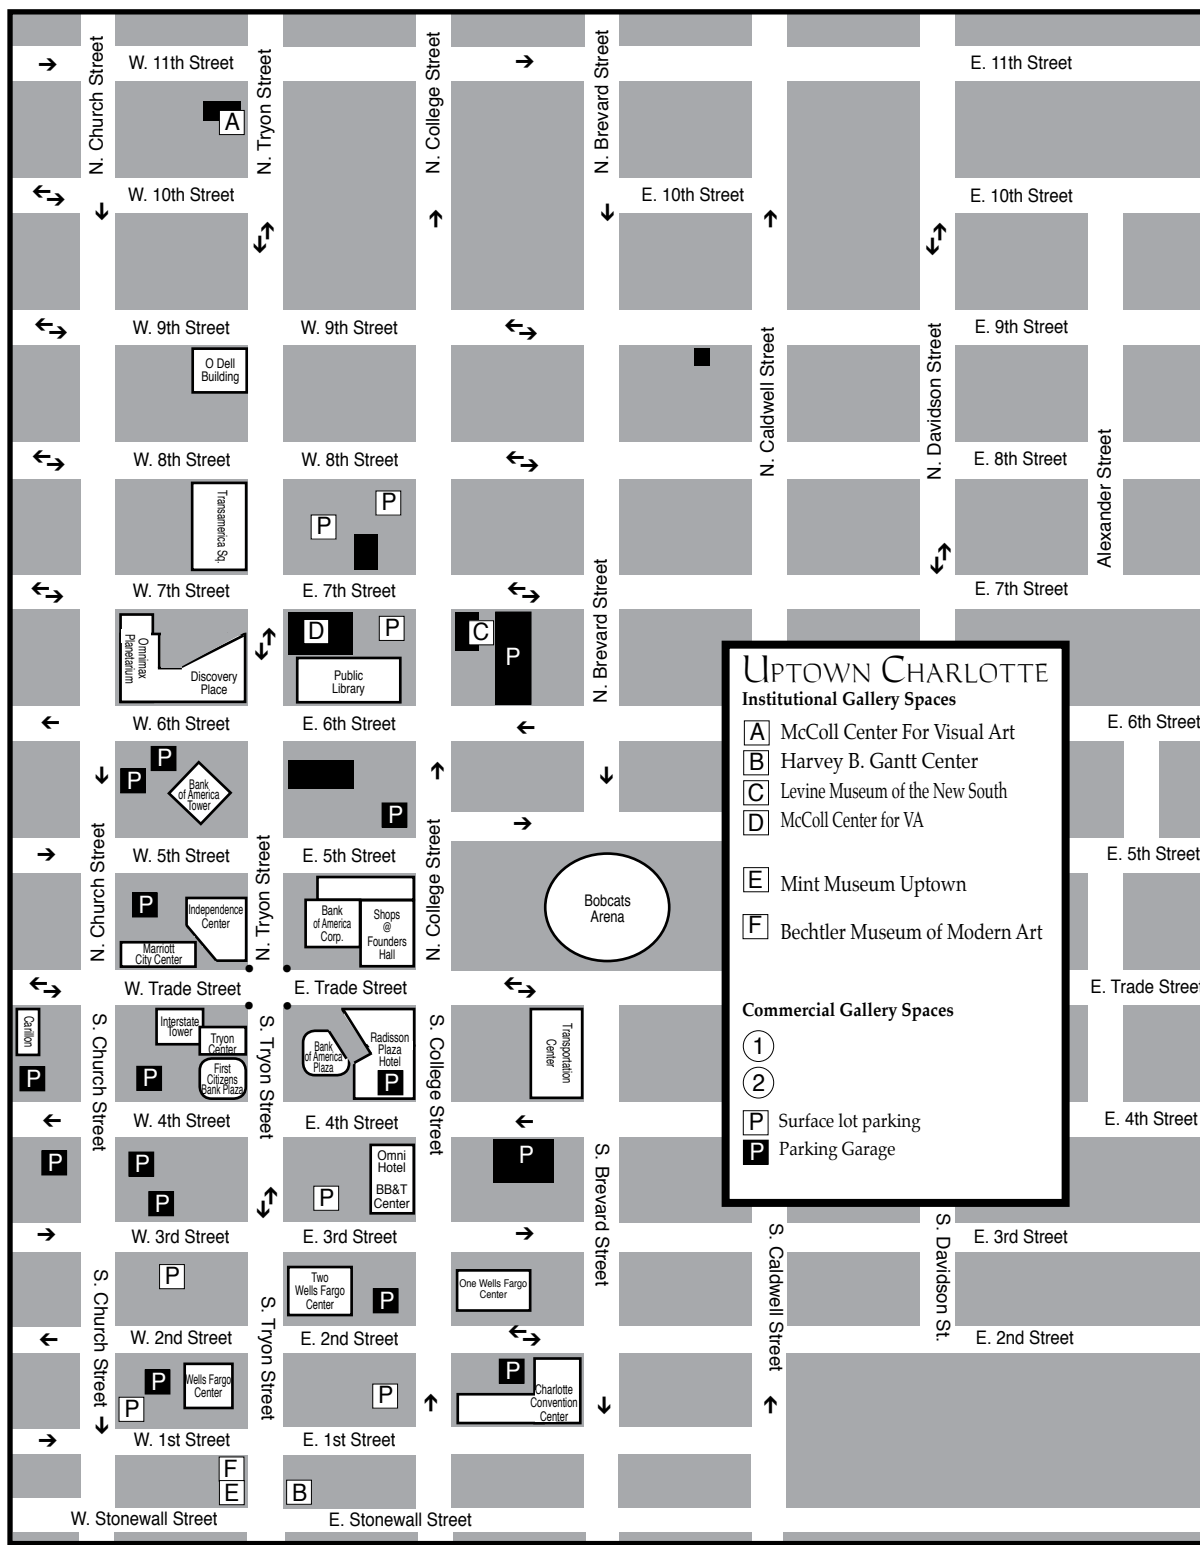 N. Church Street
N. Tryon Street
N. College Street
N. Brevard Street
W. 11th Street
E. 11th Street
A
W. 10th Street
E. 10th Street
E. 10th Street
W. 9th Street
W. 9th Street
E. 9th Street
O Dell
Building
N. Caldwell Street
N. Davidson Street
Alexander Street
W. 8th Street
W. 8th Street
E. 8th Street
Transamerica Sq.
P
P
W. 7th Street
E. 7th Street
E. 7th Street
N. Brevard Street
Omnimax
Planetarium
Discovery
Place
D
P
Public
Library
C
P
W. 6th Street
E. 6th Street
E. 6th Street
P
P
Bank
of America
Tower
P
W. 5th Street
E. 5th Street
E. 5th Street
N. Church Street
N. Tryon Street
N. College Street
P
Independence
Center
Marriott
City Center
Bank
of America
Corp.
Shops
@
Founders
Hall
Bobcats
Arena
W. Trade Street
E. Trade Street
E. Trade Street
Carillon
P
Interstate
Tower
Tryon
Center
P
First
Citizens
Bank Plaza
Bank
of America
Plaza
Radisson
Plaza
Hotel
P
Transportation
Center
S. Church Street
S. Tryon Street
S. College Street
W. 4th Street
E. 4th Street
E. 4th Street
P
P
P
P
Omni
Hotel
BB&T
Center
P
S. Brevard Street
W. 3rd Street
E. 3rd Street
E. 3rd Street
S. Church Street
S. Tryon Street
S. Caldwell Street
S. Davidson St.
P
Two
Wells Fargo
Center
P
One Wells Fargo
Center
W. 2nd Street
E. 2nd Street
E. 2nd Street
P
P
Wells Fargo
Center
P
P
Charlotte
Convention
Center
W. 1st Street
E. 1st Street
F
E
B
W. Stonewall Street
E. Stonewall Street
UPTOWN CHARLOTTE
Institutional Gallery Spaces
A McColl Center For Visual Art
B Harvey B. Gantt Center
C Levine Museum of the New South
D McColl Center for VA
E Mint Museum Uptown
F Bechtler Museum of Modern Art
Commercial Gallery Spaces
1
2
P Surface lot parking
P Parking Garage